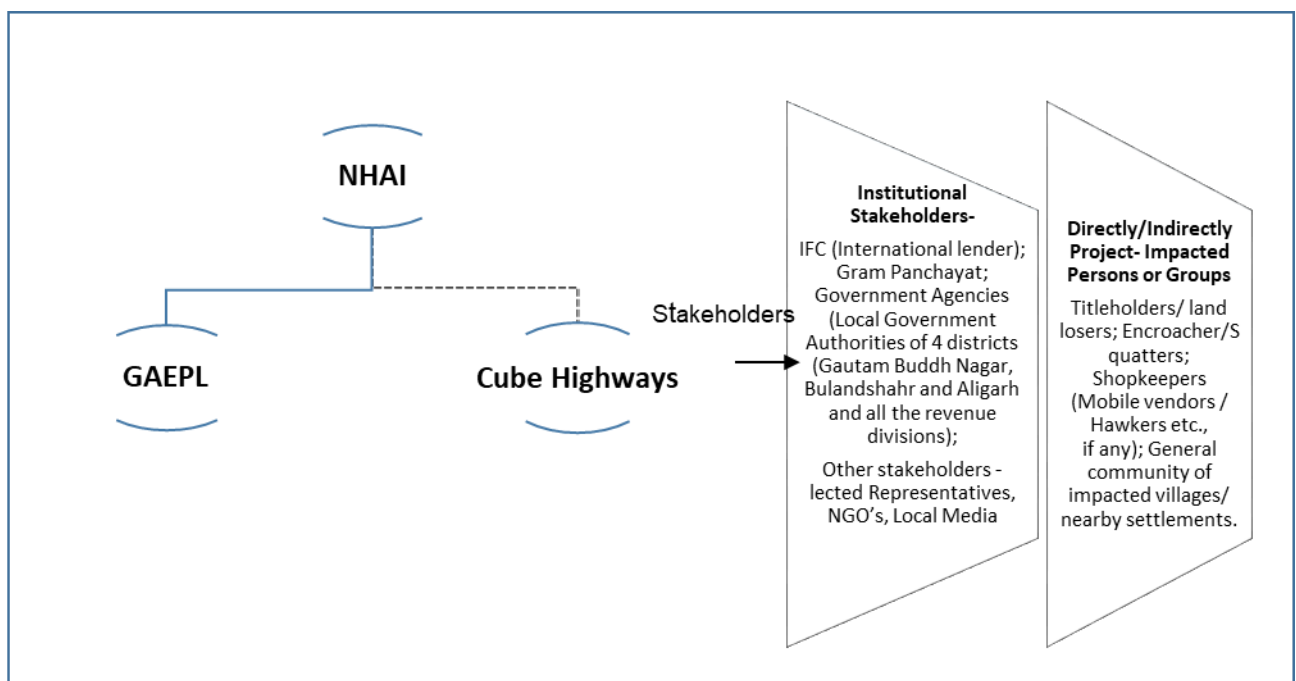 NHAI
GAEPL
Cube Highways
Stakeholders
Institutional
Stakeholders-
IFC (International lender);
Gram Panchayat;
Government Agencies
(Local Government
Authorities of 4 districts
(Gautam Buddh Nagar,
Bulandshahr and Aligarh
and all the revenue
divisions);
Other stakeholders -
lected Representatives,
NGO’s, Local Media
Directly/Indirectly
Project- Impacted
Persons or Groups
Titleholders/ land
losers; Encroacher/S
quatters;
Shopkeepers
(Mobile vendors /
Hawkers etc.,
if any); General
community of
impacted villages/
nearby settlements.